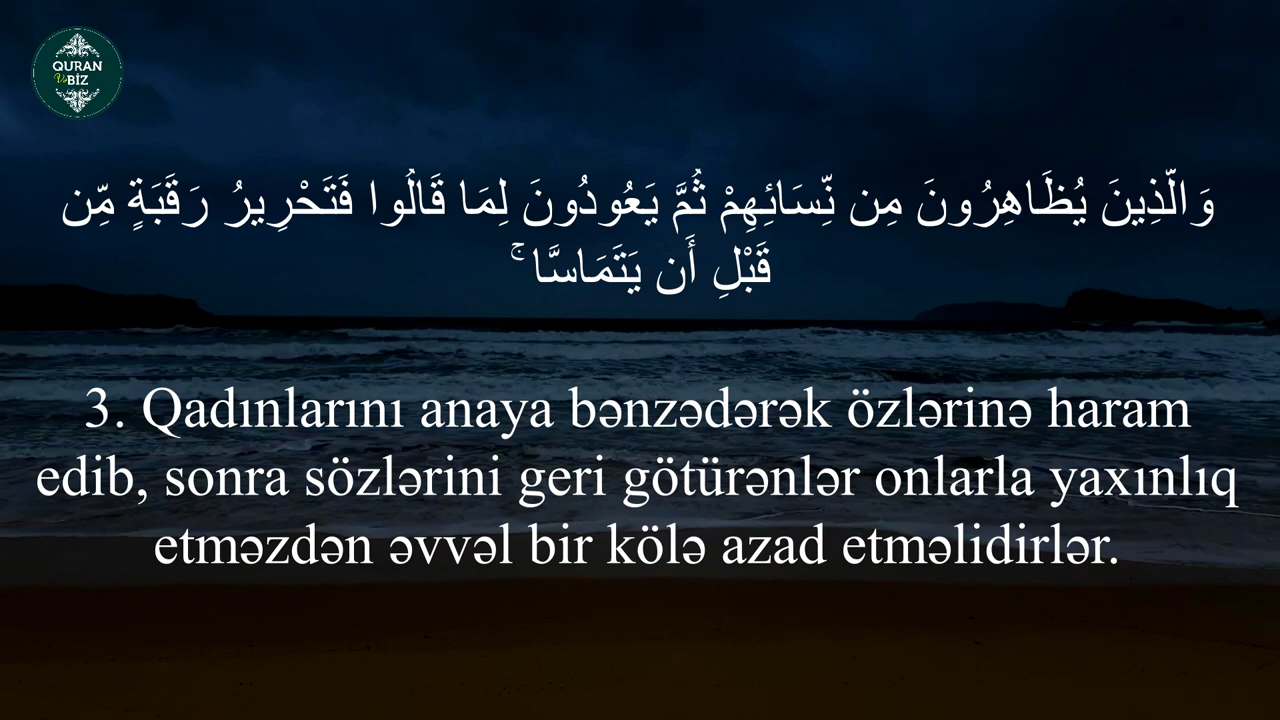 QURAN
Və BİZ
وَالَّذِينَ يُظَاهِرُونَ مِن نِّسَائِهِمْ ثُمَّ يَعُودُونَ لِمَا قَالُوا فَتَحْرِيرُ رَقَبَةٍ مِّن
قَبْلِ أَن يَتَمَاسَّا ۚ
3. Qadınlarını anaya bənzədərək özlərinə haram
edib, sonra sözlərini geri götürənlər onlarla yaxınlıq
etməzdən əvvəl bir kölə azad etməlidirlər.